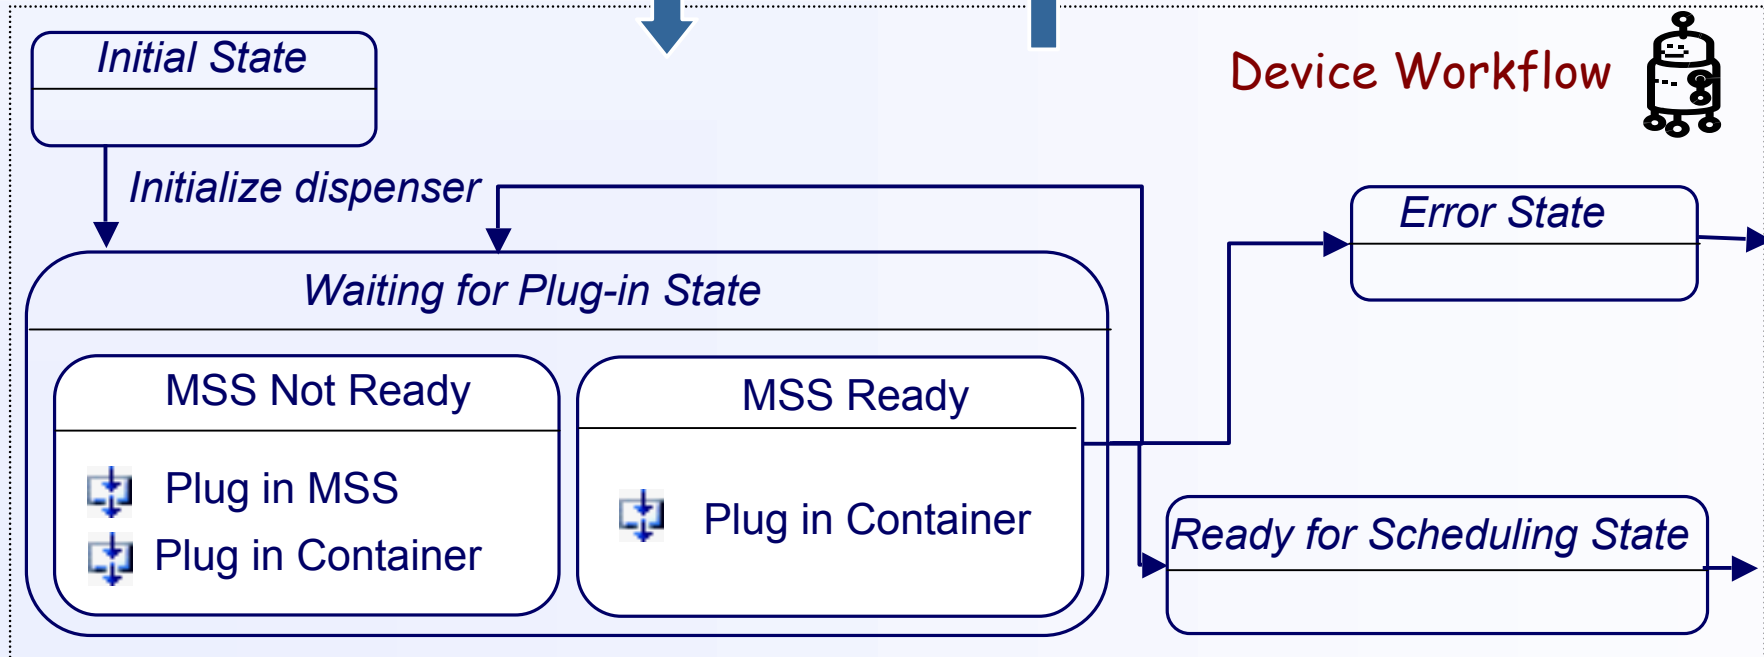 Initial State
Device Workflow
Initialize dispenser
Error State
Waiting for Plug-in State
MSS Not Ready
MSS Ready
Plug in MSS
Plug in Container
Plug in Container
Ready for Scheduling State